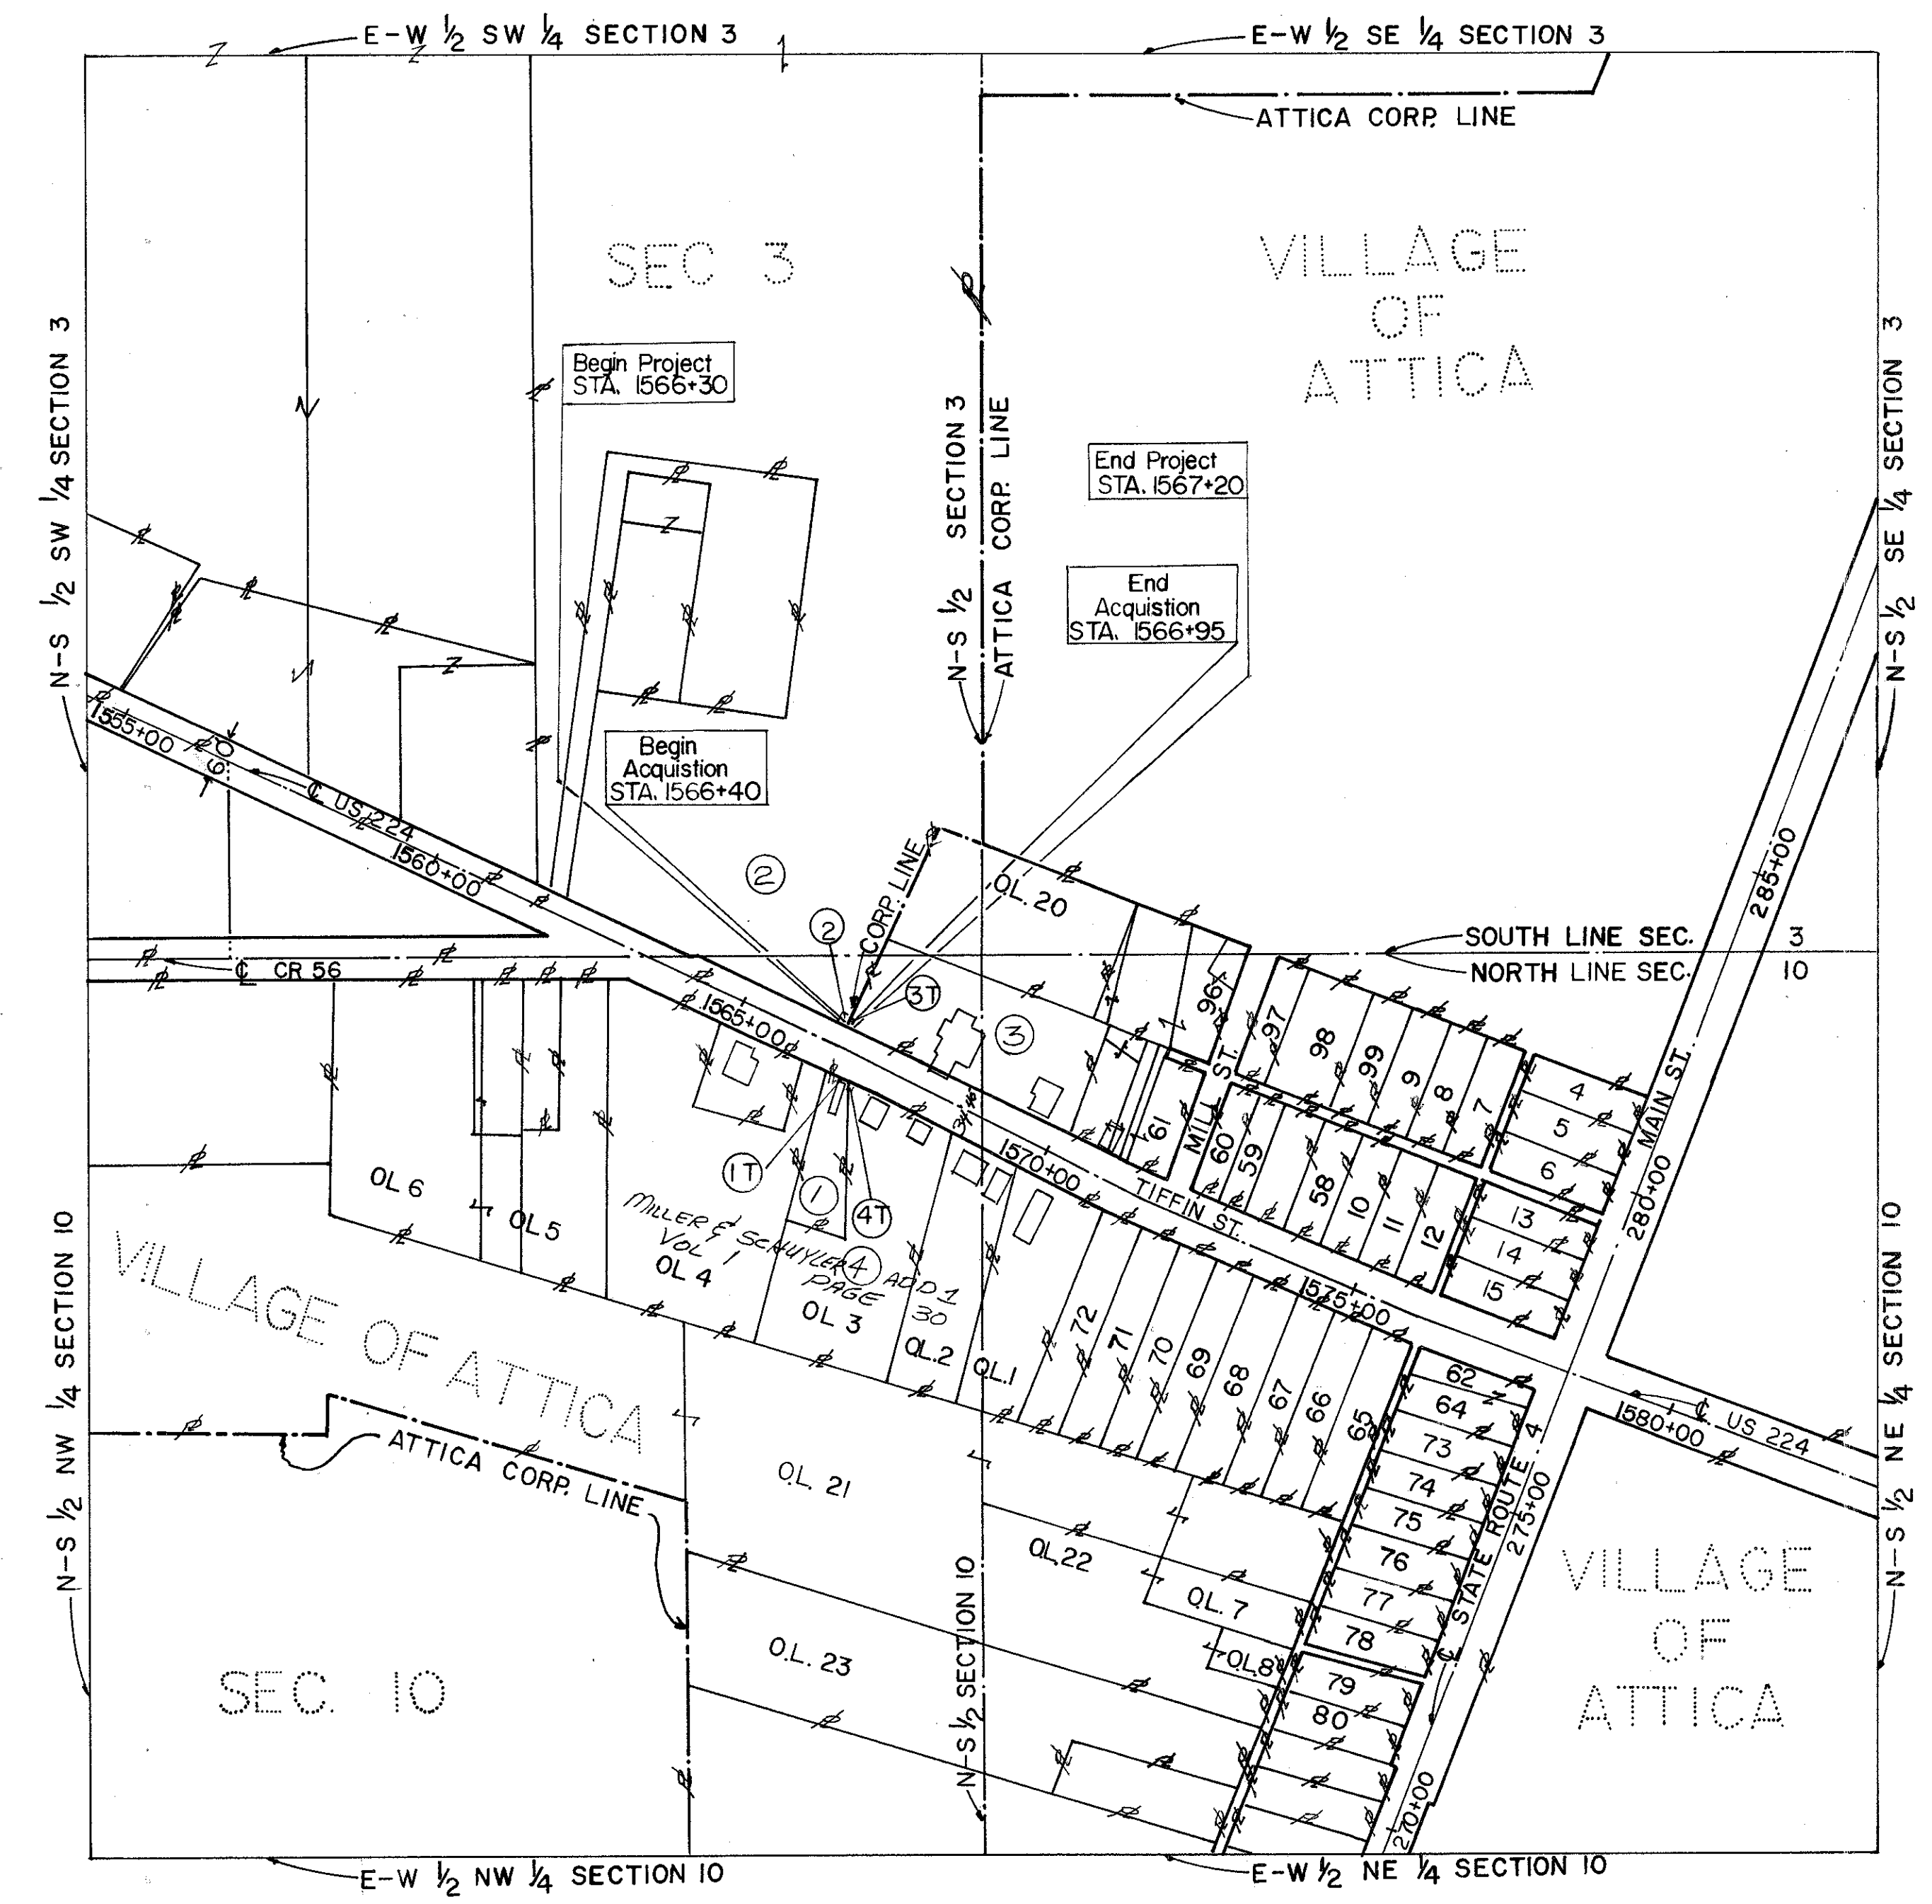 E-W 1/2 SW 1/4 SECTION 3
E-W 1/2 SE 1/4 SECTION 3
ATTICA CORP. LINE
SEC 3
VILLAGE
OF
ATTICA
N-S 1/2 SW 1/4 SECTION 3
N-S 1/2 SECTION 3
ATTICA CORP. LINE
N-S 1/2 SE 1/4 SECTION 3
Begin Project
STA. 1566+30
End Project
STA. 1567+20
End
Acquistion
STA. 1566+95
Begin
Acquistion
STA. 1566+40
1555+00
60
℄ US 224
1560+00
℄ CR 56
1565+00
2
2
CORP. LINE
3T
3
O.L. 20
SOUTH LINE SEC. 3
NORTH LINE SEC. 10
285+00
96
97
98
99
9
8
7
4
5
6
MAIN ST.
280+00
MILL ST.
61
60
59
58
10
11
12
13
14
15
1570+00
TIFFIN ST.
1575+00
1T
1
4T
4
MILLER & SCHUYLER ADD 1
VOL 1 PAGE 30
OL 6
OL 5
OL 4
OL 3
OL.2
OL.1
72
71
70
69
68
67
66
65
62
64
73
74
75
76
77
78
79
80
℄ US 224
1580+00
℄ STATE ROUTE 4
275+00
270+00
VILLAGE OF ATTICA
ATTICA CORP. LINE
O.L. 21
O.L.22
O.L. 7
O.L.8
O.L. 23
SEC. 10
VILLAGE
OF
ATTICA
N-S 1/2 NW 1/4 SECTION 10
N-S 1/2 SECTION 10
N-S 1/2 NE 1/4 SECTION 10
E-W 1/2 NW 1/4 SECTION 10
E-W 1/2 NE 1/4 SECTION 10